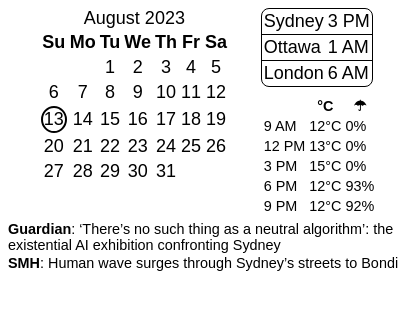 August 2023
Su Mo Tu We Th Fr Sa
1 2 3 4 5
6 7 8 9 10 11 12
13 14 15 16 17 18 19
20 21 22 23 24 25 26
27 28 29 30 31
Sydney 3 PM
Ottawa 1 AM
London 6 AM
°C ☂
9 AM 12°C 0%
12 PM 13°C 0%
3 PM 15°C 0%
6 PM 12°C 93%
9 PM 12°C 92%
Guardian: ‘There’s no such thing as a neutral algorithm’: the
existential AI exhibition confronting Sydney
SMH: Human wave surges through Sydney’s streets to Bondi